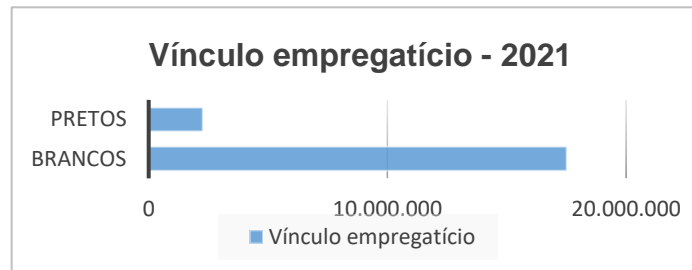 Vínculo empregatício - 2021
PRETOS
BRANCOS
0 10.000.000 20.000.000
Vínculo empregatício